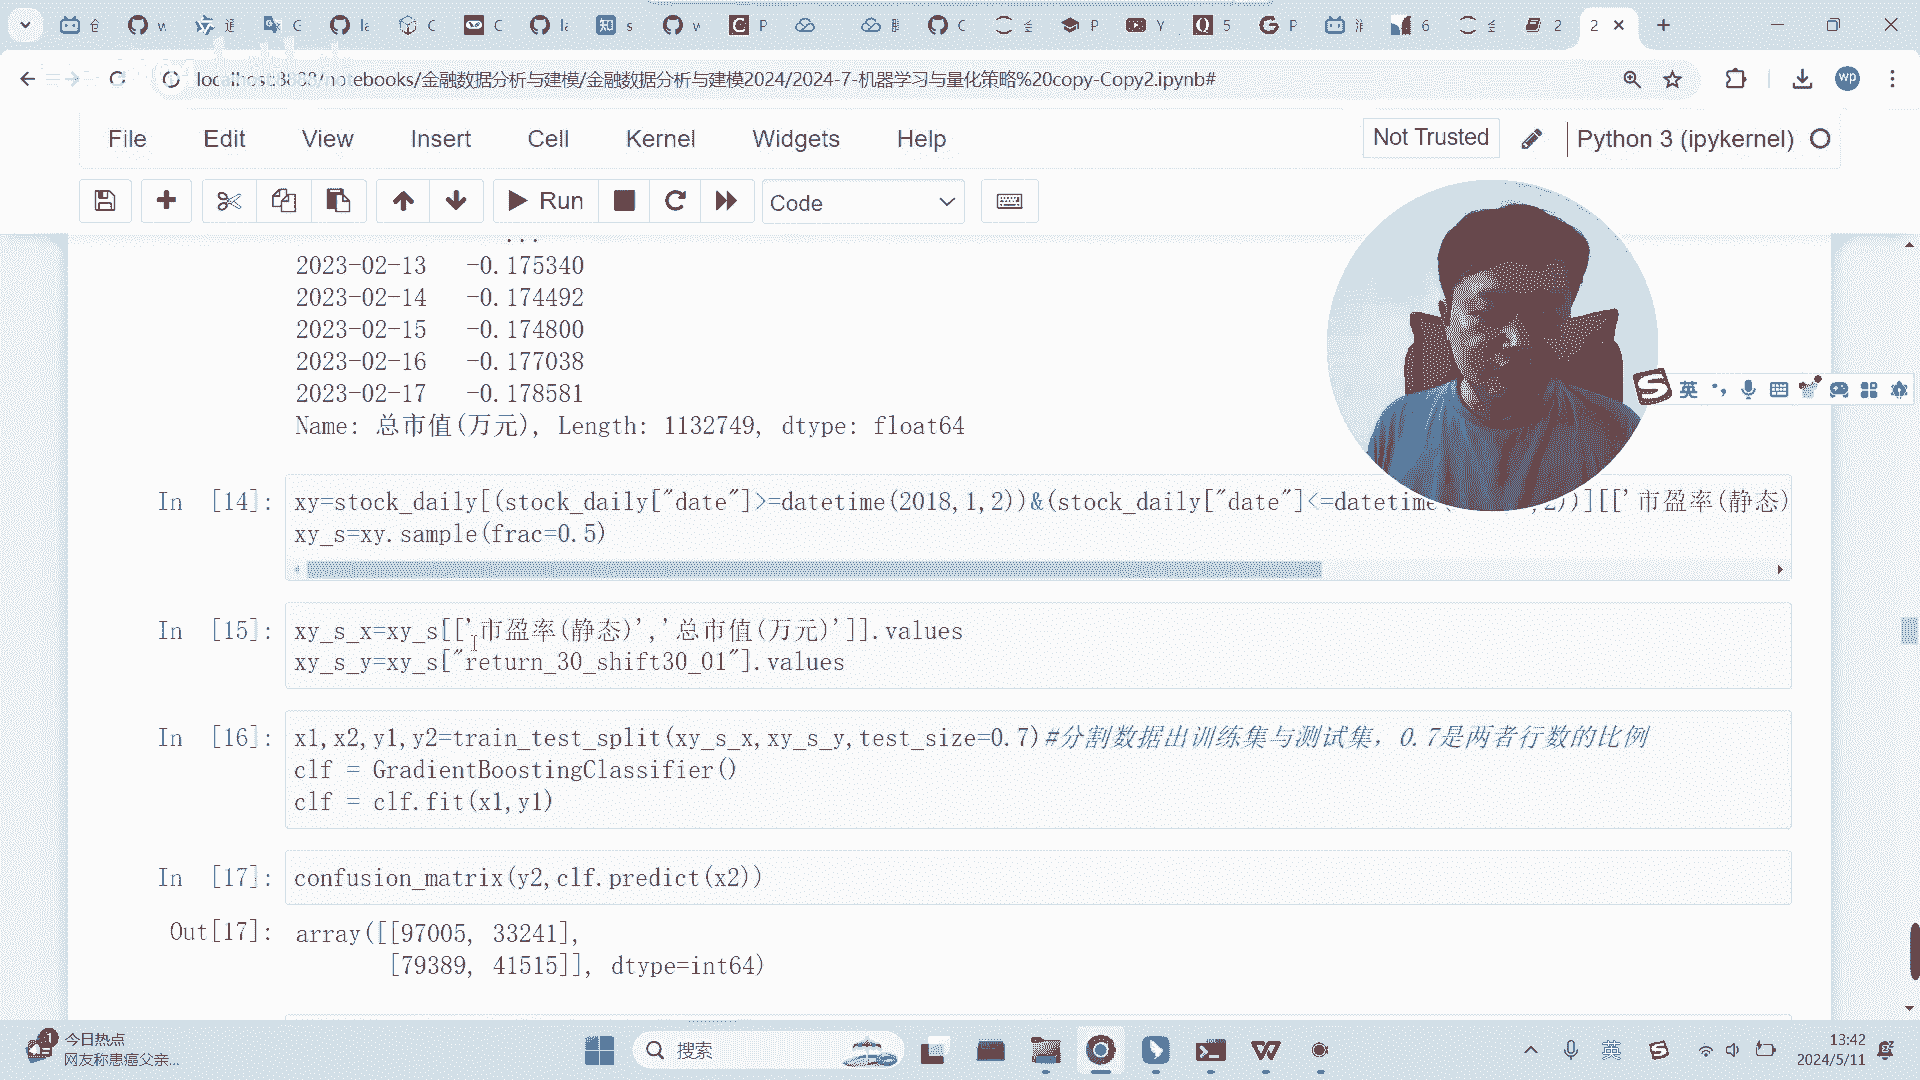 localhost:8888/notebooks/金融数据分析与建模/金融数据分析与建模2024/2024-7-机器学习与量化策略%20copy-Copy2.ipynb#
wp
File Edit View Insert Cell Kernel Widgets Help
Not Trusted
Python 3 (ipykernel)
Run
Code
...
2023-02-13 -0.175340
2023-02-14 -0.174492
2023-02-15 -0.174800
2023-02-16 -0.177038
2023-02-17 -0.178581
Name: 总市值(万元), Length: 1132749, dtype: float64
In [14]: xy=stock_daily[(stock_daily["date"]>=datetime(2018,1,2))&(stock_daily["date"]<=datetime(,2))][['市盈率(静态)
xy_s=xy.sample(frac=0.5)
In [15]: xy_s_x=xy_s[['市盈率(静态)','总市值(万元)']].values
xy_s_y=xy_s["return_30_shift30_01"].values
In [16]: x1,x2,y1,y2=train_test_split(xy_s_x,xy_s_y,test_size=0.7)#分割数据出训练集与测试集，0.7是两者行数的比例
clf = GradientBoostingClassifier()
clf = clf.fit(x1,y1)
In [17]: confusion_matrix(y2,clf.predict(x2))
Out[17]: array([[97005, 33241],
[79389, 41515]], dtype=int64)
英
今日热点
网友称患癌父亲...
搜索
英
13:42
2024/5/11